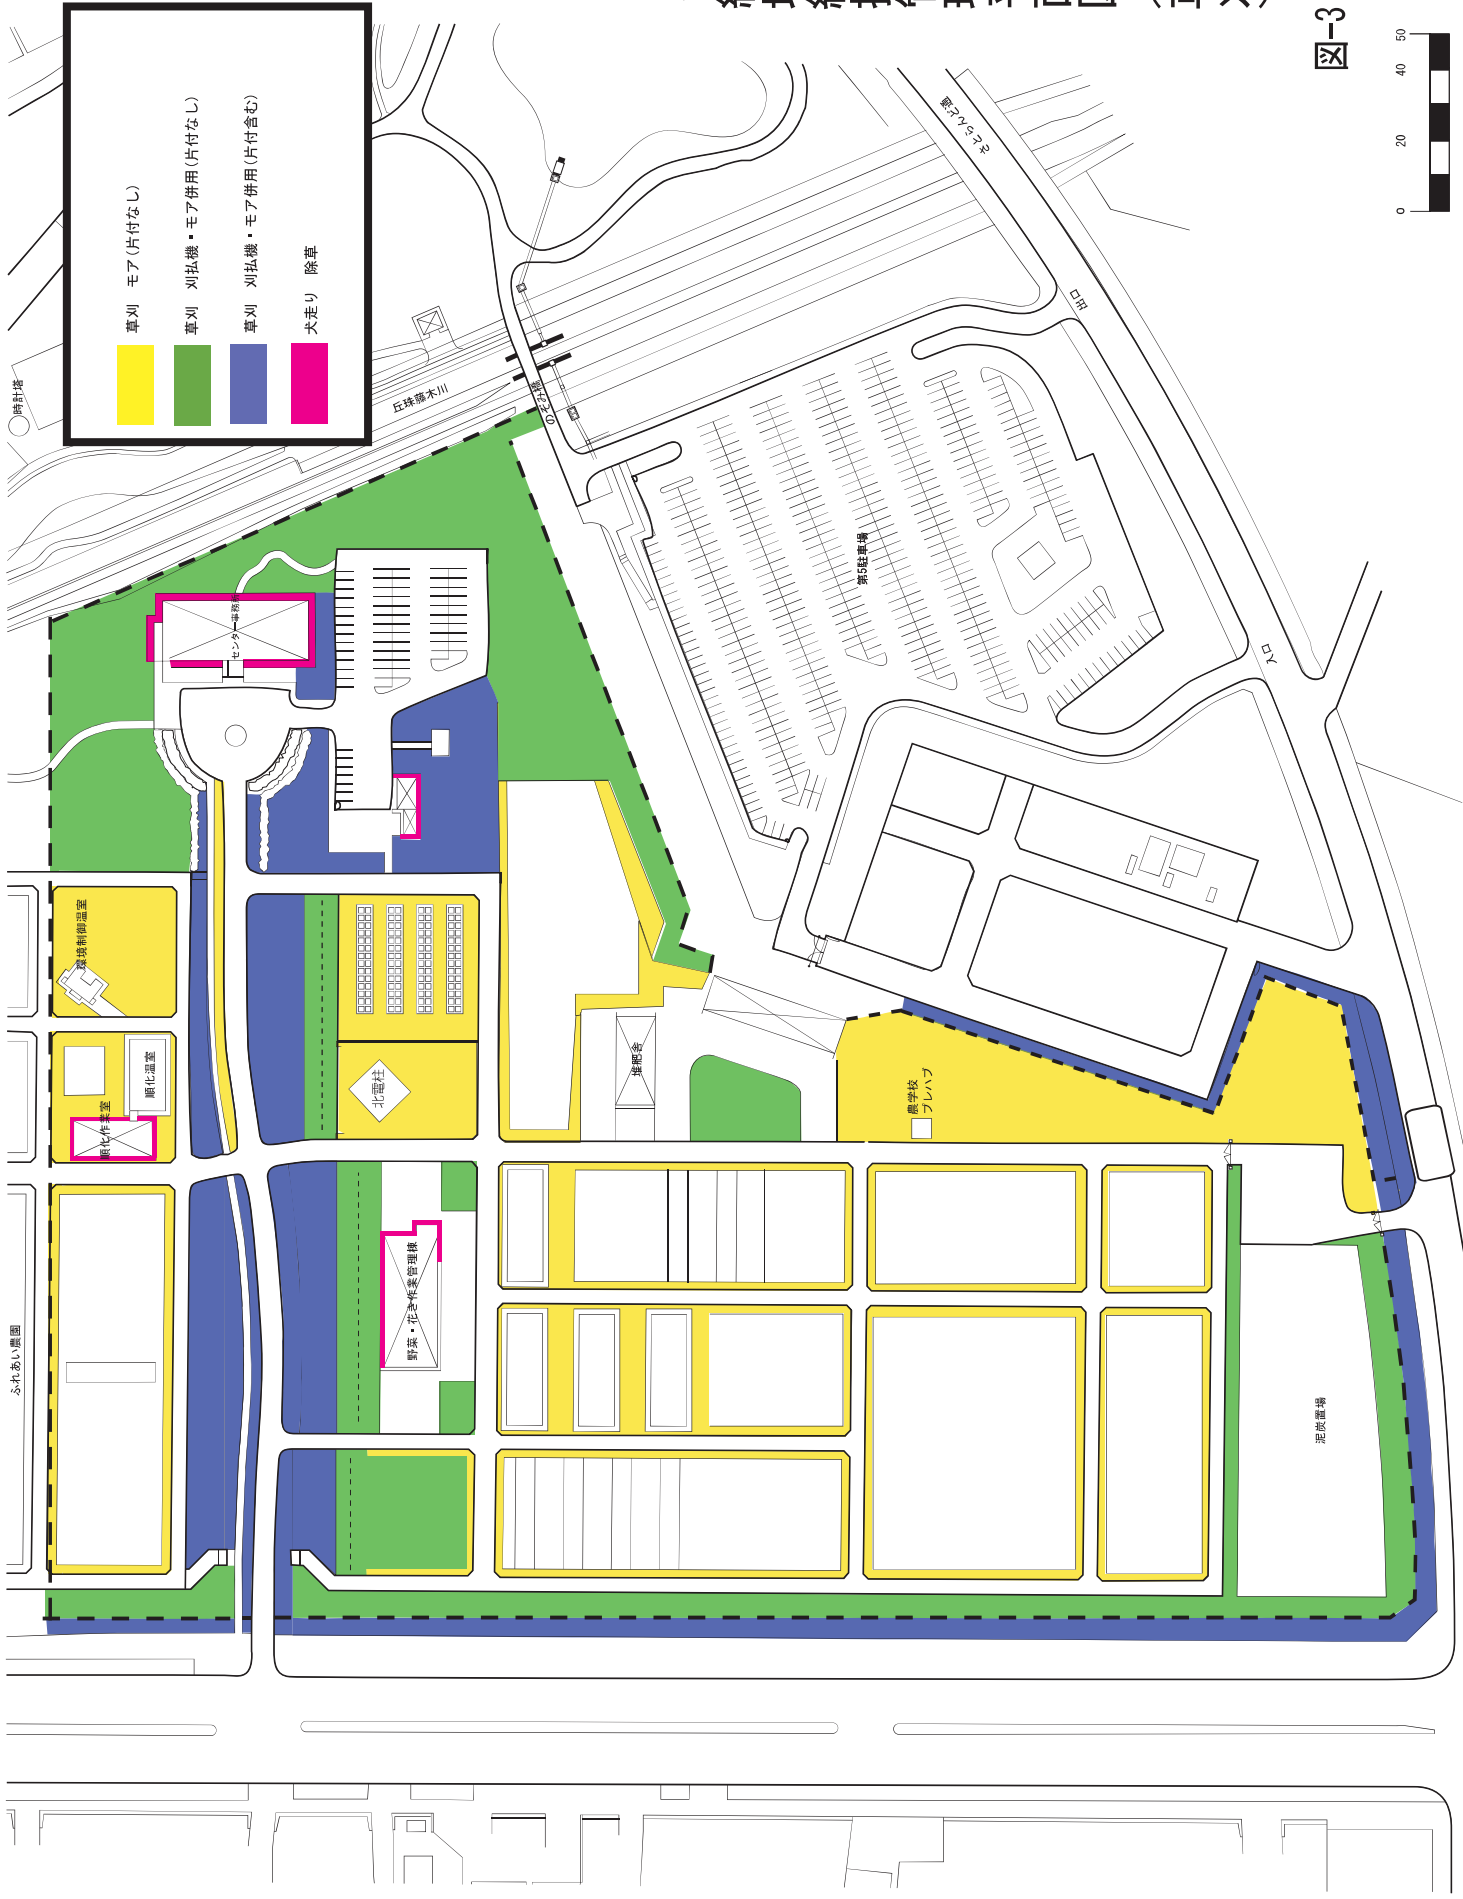 図-3
0 20 40 50
草刈 モア(片付なし)
草刈 刈払機・モア併用(片付なし)
草刈 刈払機・モア併用(片付含む)
犬走り 除草
時計塔
丘珠藤木川
のぞみ橋
さとらんど通
出口
入口
第5駐車場
センター事務所
環境制御温室
順化温室
順化作業室
北電柱
堆肥舎
農学校
プレハブ
野菜・花き作業管理棟
ふれあい農園
泥炭置場